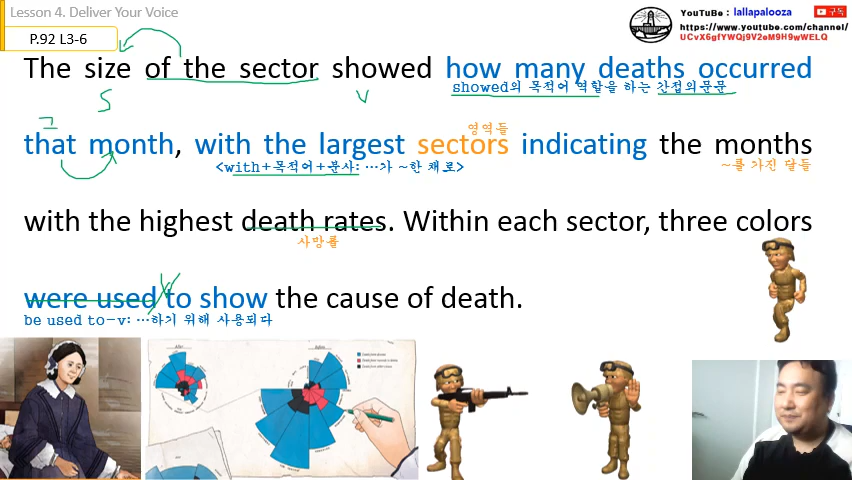 Lesson 4. Deliver Your Voice
P.92 L3-6
YouTuBe : lallapalooza
구독
https://www.youtube.com/channel/
UCvX6gfYWQj9V2eM9H9wWELQ
The size of the sector showed how many deaths occurred
S
V
showed의 목적어 역할을 하는 간접의문문
그
that month, with the largest sectors indicating the months
영역들
<with+목적어+분사: …가 ~한 채로>
~를 가진 달들
with the highest death rates. Within each sector, three colors
사망률
were used to show the cause of death.
be used to-v: …하기 위해 사용되다